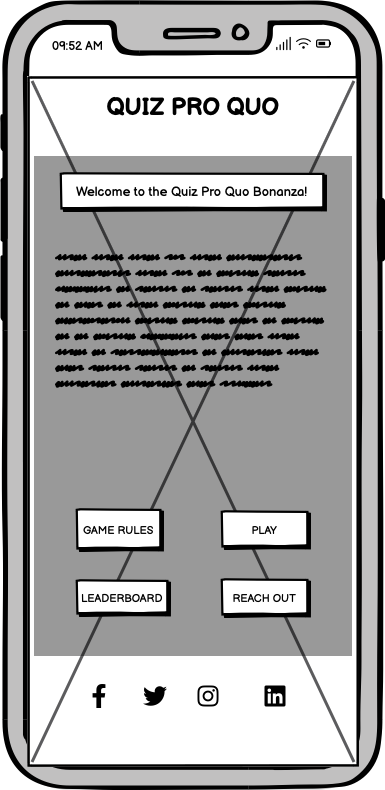 09:52 AM
QUIZ PRO QUO
Welcome to the Quiz Pro Quo Bonanza!
GAME RULES
PLAY
LEADERBOARD
REACH OUT